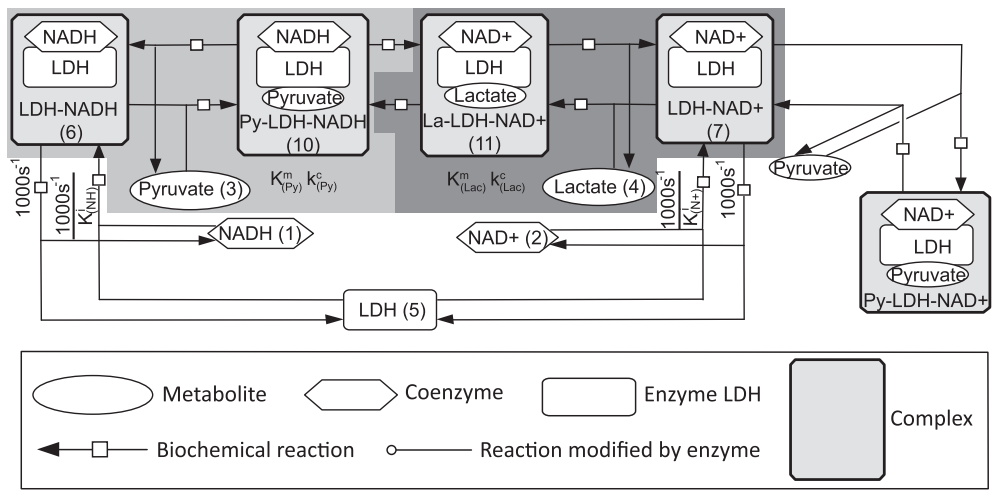 NADH
LDH
LDH-NADH
(6)
NADH
LDH
Pyruvate
Py-LDH-NADH
(10)
NAD+
LDH
Lactate
La-LDH-NAD+
(11)
NAD+
LDH
LDH-NAD+
(7)
Pyruvate (3)
K^m_(Py) k^c_(Py)
K^m_(Lac) k^c_(Lac)
Lactate (4)
Pyruvate
1000s^-1
1000s^-1
K^i_(NH)
1000s^-1
K^i_(N+)
1000s^-1
NADH (1)
NAD+ (2)
NAD+
LDH
Pyruvate
Py-LDH-NAD+
LDH (5)
Metabolite
Coenzyme
Enzyme LDH
Complex
Biochemical reaction
Reaction modified by enzyme